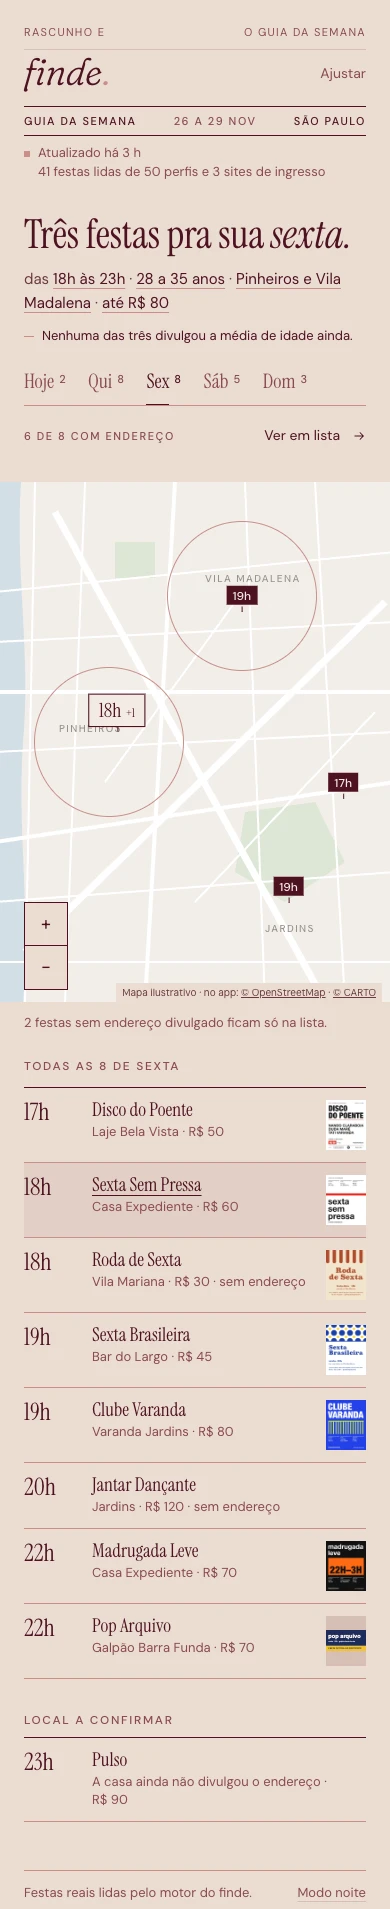 RASCUNHO E
O GUIA DA SEMANA
finde.
Ajustar
GUIA DA SEMANA
26 A 29 NOV
SÃO PAULO
Atualizado há 3 h
41 festas lidas de 50 perfis e 3 sites de ingresso
Três festas pra sua sexta.
das 18h às 23h · 28 a 35 anos · Pinheiros e Vila
Madalena · até R$ 80
— Nenhuma das três divulgou a média de idade ainda.
Hoje 2 Qui 8 Sex 8 Sáb 5 Dom 3
6 DE 8 COM ENDEREÇO
Ver em lista →
VILA MADALENA
19h
18h +1
PINHEIROS
17h
19h
JARDINS
+
−
Mapa ilustrativo · no app: © OpenStreetMap · © CARTO
2 festas sem endereço divulgado ficam só na lista.
TODAS AS 8 DE SEXTA
17h
Disco do Poente
Laje Bela Vista · R$ 50
DISCO
DO POENTE
18h
Sexta Sem Pressa
Casa Expediente · R$ 60
sexta
sem
pressa
18h
Roda de Sexta
Vila Mariana · R$ 30 · sem endereço
Roda
de Sexta
19h
Sexta Brasileira
Bar do Largo · R$ 45
Sexta
Brasileira
19h
Clube Varanda
Varanda Jardins · R$ 80
CLUBE
VARANDA
20h
Jantar Dançante
Jardins · R$ 120 · sem endereço
22h
Madrugada Leve
Casa Expediente · R$ 70
madrugada
leve
22H–3H
22h
Pop Arquivo
Galpão Barra Funda · R$ 70
pop arquivo
LOCAL A CONFIRMAR
23h
Pulso
A casa ainda não divulgou o endereço ·
R$ 90
Festas reais lidas pelo motor do finde.
Modo noite